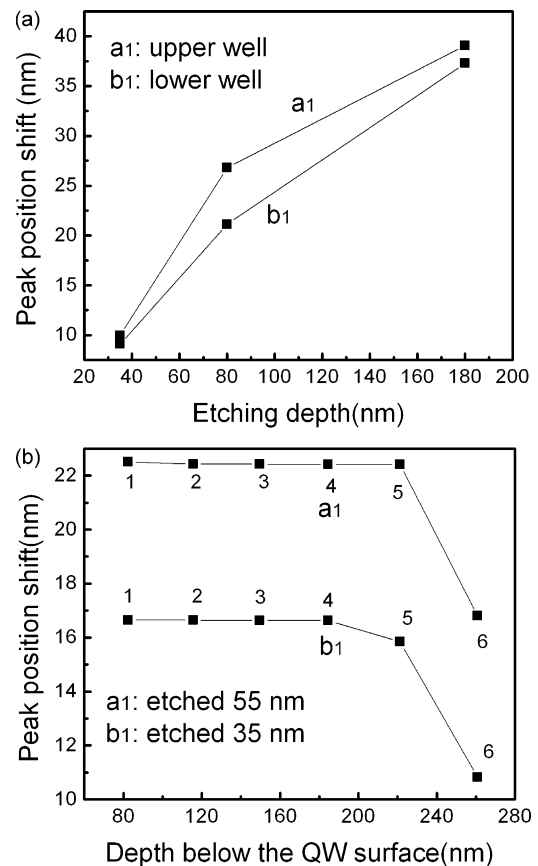 (a)
a1: upper well
b1: lower well
a1
b1
40
35
30
25
20
15
10
Peak position shift (nm)
20 40 60 80 100 120 140 160 180 200
Etching depth(nm)
(b)
22
20
18
16
14
12
10
Peak position shift(nm)
1 2 3 4 5
a1
6
1 2 3 4 5
b1
6
a1: etched 55 nm
b1: etched 35 nm
80 120 160 200 240 280
Depth below the QW surface(nm)